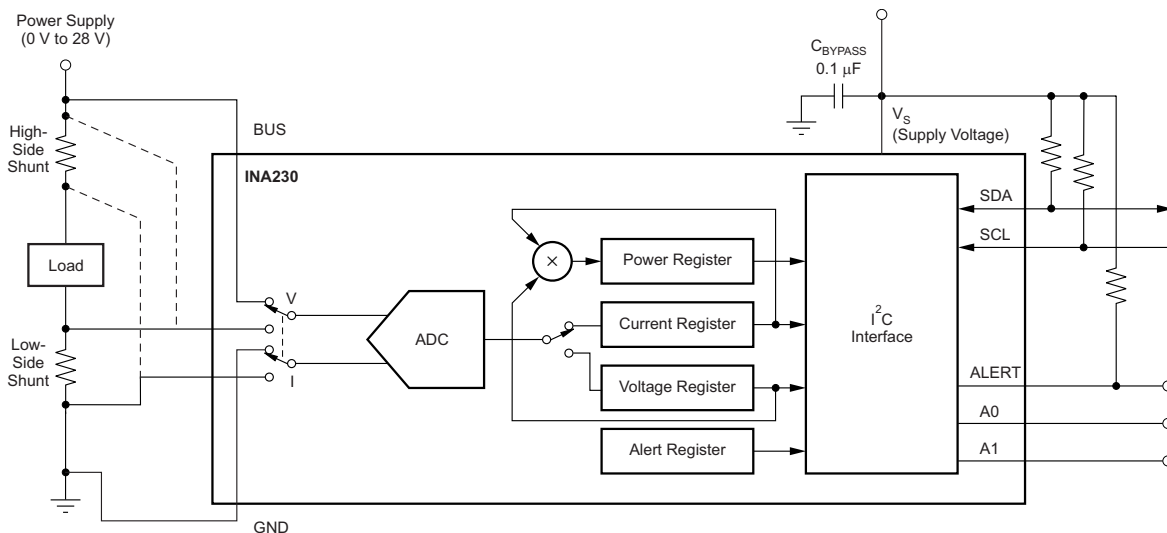 Power Supply
(0 V to 28 V)
C_BYPASS
0.1 μF
V_S
(Supply Voltage)
BUS
High-
Side
Shunt
INA230
SDA
SCL
Load
V
×
Power Register
Current Register
ADC
I²C
Interface
Low-
Side
Shunt
I
Voltage Register
ALERT
A0
Alert Register
A1
GND